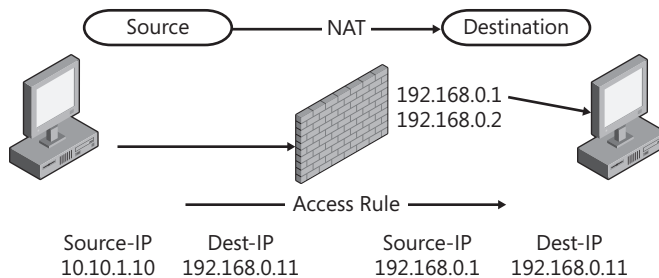 Source NAT Destination
192.168.0.1
192.168.0.2
Access Rule
Source-IP Dest-IP Source-IP Dest-IP
10.10.1.10 192.168.0.11 192.168.0.1 192.168.0.11